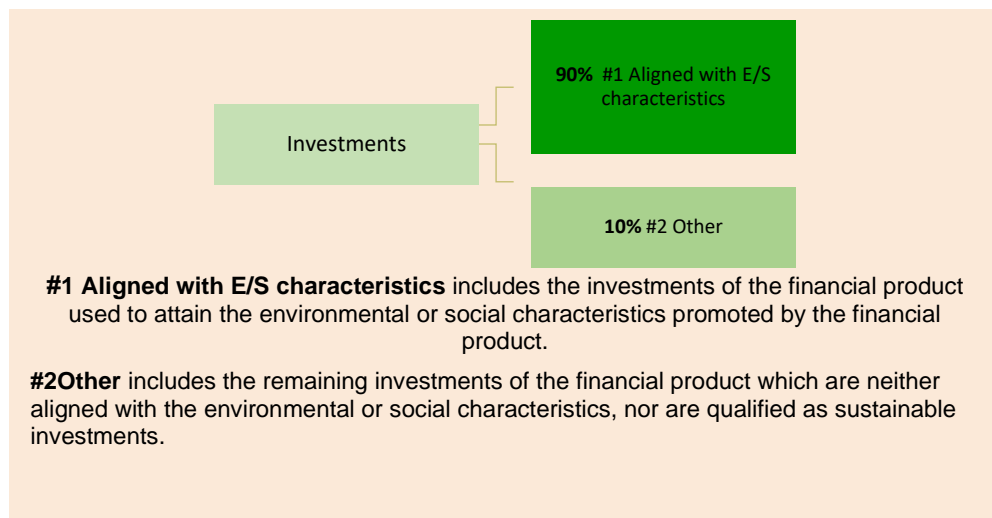 90% #1 Aligned with E/S
characteristics
Investments
10% #2 Other
#1 Aligned with E/S characteristics includes the investments of the financial product
used to attain the environmental or social characteristics promoted by the financial
product.
#2Other includes the remaining investments of the financial product which are neither
aligned with the environmental or social characteristics, nor are qualified as sustainable
investments.